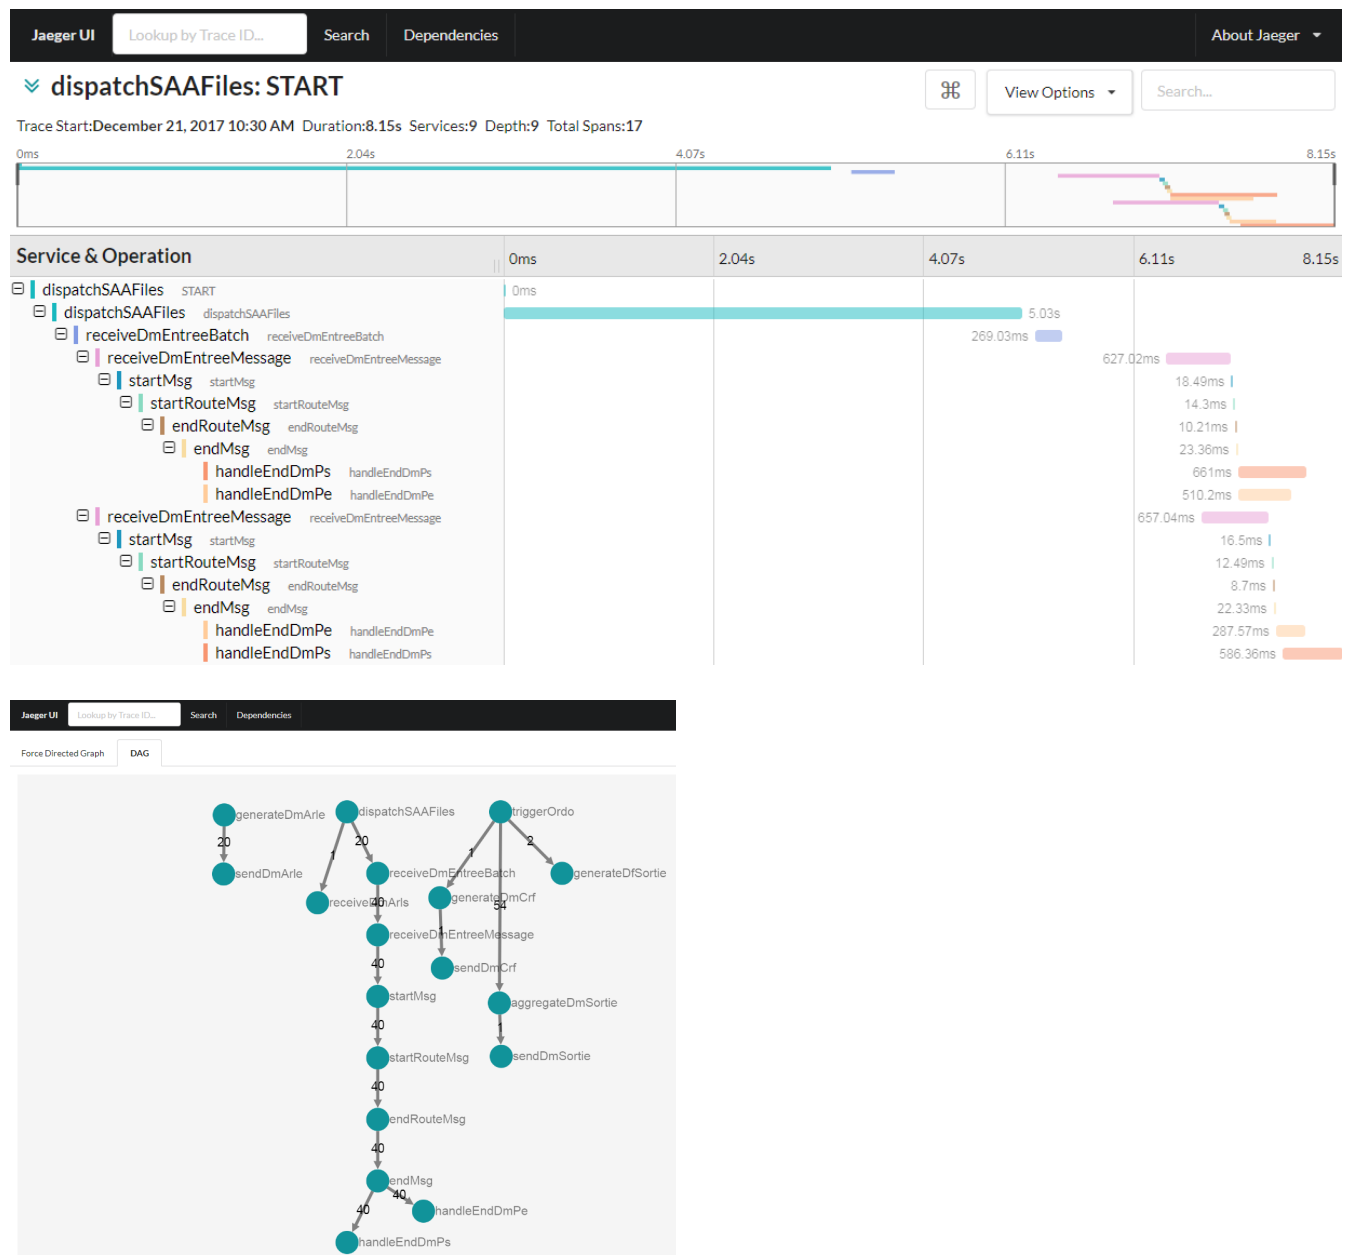 Jaeger UI Lookup by Trace ID... Search Dependencies About Jaeger
dispatchSAAFiles: START View Options Search...
Trace Start:December 21, 2017 10:30 AM Duration:8.15s Services:9 Depth:9 Total Spans:17
0ms 2.04s 4.07s 6.11s 8.15s
Service & Operation 0ms 2.04s 4.07s 6.11s 8.15s
dispatchSAAFiles START 0ms
dispatchSAAFiles dispatchSAAFiles 5.03s
receiveDmEntreeBatch receiveDmEntreeBatch 269.03ms
receiveDmEntreeMessage receiveDmEntreeMessage 627.02ms
startMsg startMsg 18.49ms
startRouteMsg startRouteMsg 14.3ms
endRouteMsg endRouteMsg 10.21ms
endMsg endMsg 23.36ms
handleEndDmPs handleEndDmPs 661ms
handleEndDmPe handleEndDmPe 510.2ms
receiveDmEntreeMessage receiveDmEntreeMessage 657.04ms
startMsg startMsg 16.5ms
startRouteMsg startRouteMsg 12.49ms
endRouteMsg endRouteMsg 8.7ms
endMsg endMsg 22.33ms
handleEndDmPe handleEndDmPe 287.57ms
handleEndDmPs handleEndDmPs 586.36ms
Jaeger UI Lookup by Trace ID... Search Dependencies
Force Directed Graph DAG
generateDmArle dispatchSAAFiles triggerOrdo
20 20 2
1 1
sendDmArle receiveDmEntreeBatch generateDfSortie
receiveDmArls 40 generateDmCrf 54
1
receiveDmEntreeMessage
40 sendDmCrf
startMsg aggregateDmSortie
40 1
startRouteMsg sendDmSortie
40
endRouteMsg
40
endMsg
40
40 handleEndDmPe
handleEndDmPs